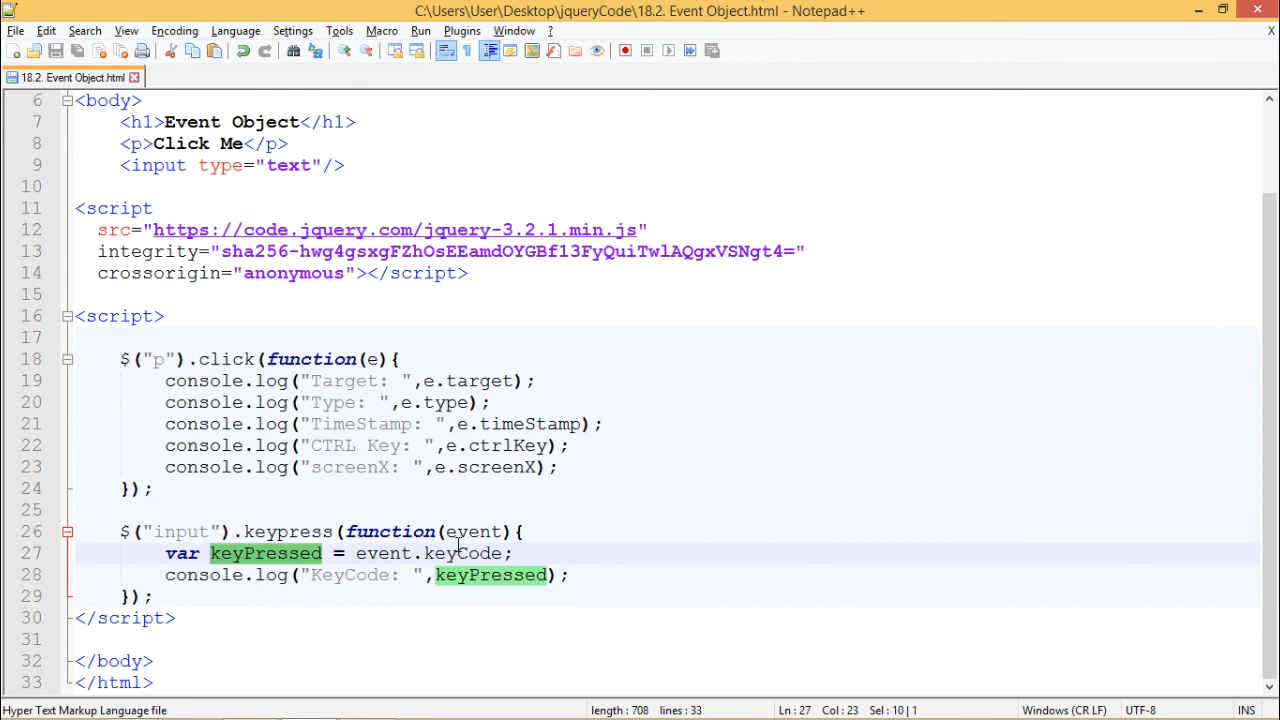 C:\Users\User\Desktop\jqueryCode\18.2. Event Object.html - Notepad++
File Edit Search View Encoding Language Settings Tools Macro Run Plugins Window ? X
18.2. Event Object.html
6 <body>
7 <h1>Event Object</h1>
8 <p>Click Me</p>
9 <input type="text"/>
10
11 <script
12 src="https://code.jquery.com/jquery-3.2.1.min.js"
13 integrity="sha256-hwg4gsxgFZhOsEEamdOYGBf13FyQuiTwlAQgxVSNgt4="
14 crossorigin="anonymous"></script>
15
16 <script>
17
18 $("p").click(function(e){
19 console.log("Target: ",e.target);
20 console.log("Type: ",e.type);
21 console.log("TimeStamp: ",e.timeStamp);
22 console.log("CTRL Key: ",e.ctrlKey);
23 console.log("screenX: ",e.screenX);
24 });
25
26 $("input").keypress(function(event){
27 var keyPressed = event.keyCode;
28 console.log("KeyCode: ",keyPressed);
29 });
30 </script>
31
32 </body>
33 </html>
Hyper Text Markup Language file length : 708 lines : 33 Ln : 27 Col : 23 Sel : 10 | 1 Windows (CR LF) UTF-8 INS